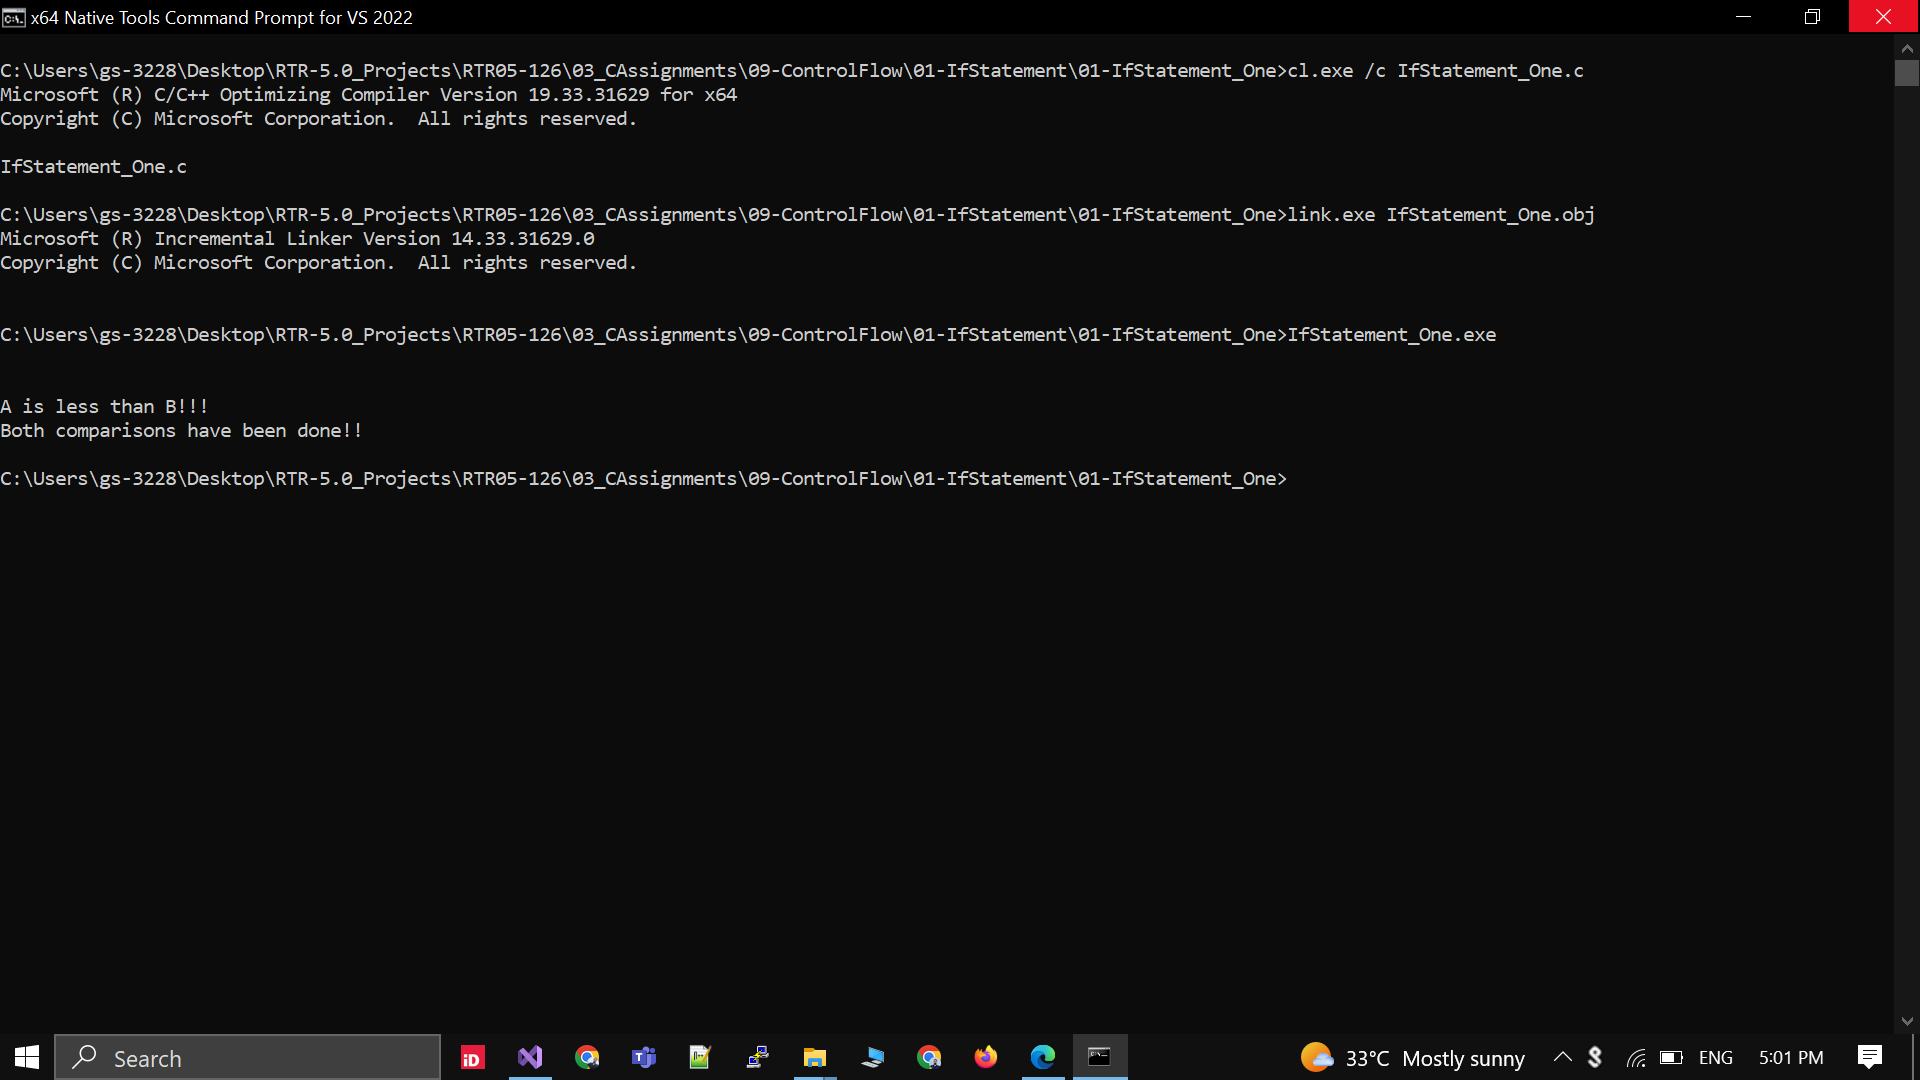 x64 Native Tools Command Prompt for VS 2022
C:\Users\gs-3228\Desktop\RTR-5.0_Projects\RTR05-126\03_CAssignments\09-ControlFlow\01-IfStatement\01-IfStatement_One>cl.exe /c IfStatement_One.c
Microsoft (R) C/C++ Optimizing Compiler Version 19.33.31629 for x64
Copyright (C) Microsoft Corporation.  All rights reserved.
IfStatement_One.c
C:\Users\gs-3228\Desktop\RTR-5.0_Projects\RTR05-126\03_CAssignments\09-ControlFlow\01-IfStatement\01-IfStatement_One>link.exe IfStatement_One.obj
Microsoft (R) Incremental Linker Version 14.33.31629.0
Copyright (C) Microsoft Corporation.  All rights reserved.
C:\Users\gs-3228\Desktop\RTR-5.0_Projects\RTR05-126\03_CAssignments\09-ControlFlow\01-IfStatement\01-IfStatement_One>IfStatement_One.exe
A is less than B!!!
Both comparisons have been done!!
C:\Users\gs-3228\Desktop\RTR-5.0_Projects\RTR05-126\03_CAssignments\09-ControlFlow\01-IfStatement\01-IfStatement_One>
Search iD 33°C Mostly sunny ENG 5:01 PM